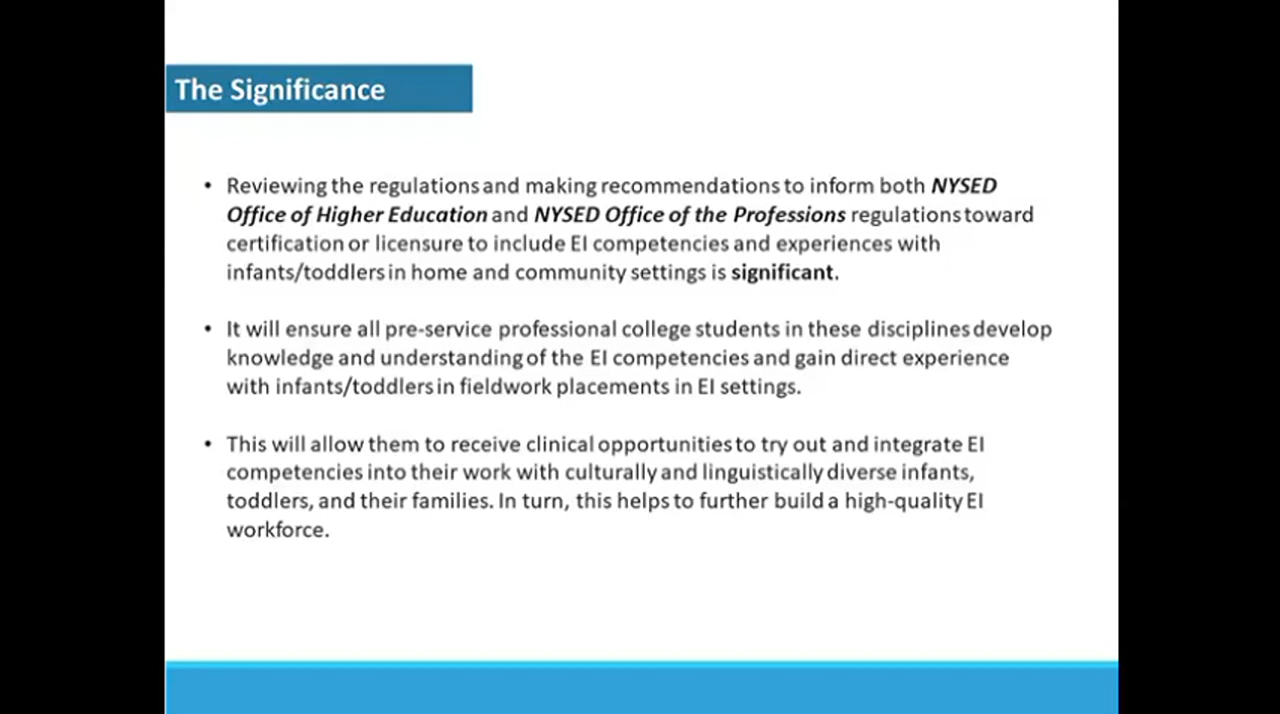 The Significance
• Reviewing the regulations and making recommendations to inform both NYSED
Office of Higher Education and NYSED Office of the Professions regulations toward
certification or licensure to include EI competencies and experiences with
infants/toddlers in home and community settings is significant.
• It will ensure all pre-service professional college students in these disciplines develop
knowledge and understanding of the EI competencies and gain direct experience
with infants/toddlers in fieldwork placements in EI settings.
• This will allow them to receive clinical opportunities to try out and integrate EI
competencies into their work with culturally and linguistically diverse infants,
toddlers, and their families. In turn, this helps to further build a high-quality EI
workforce.